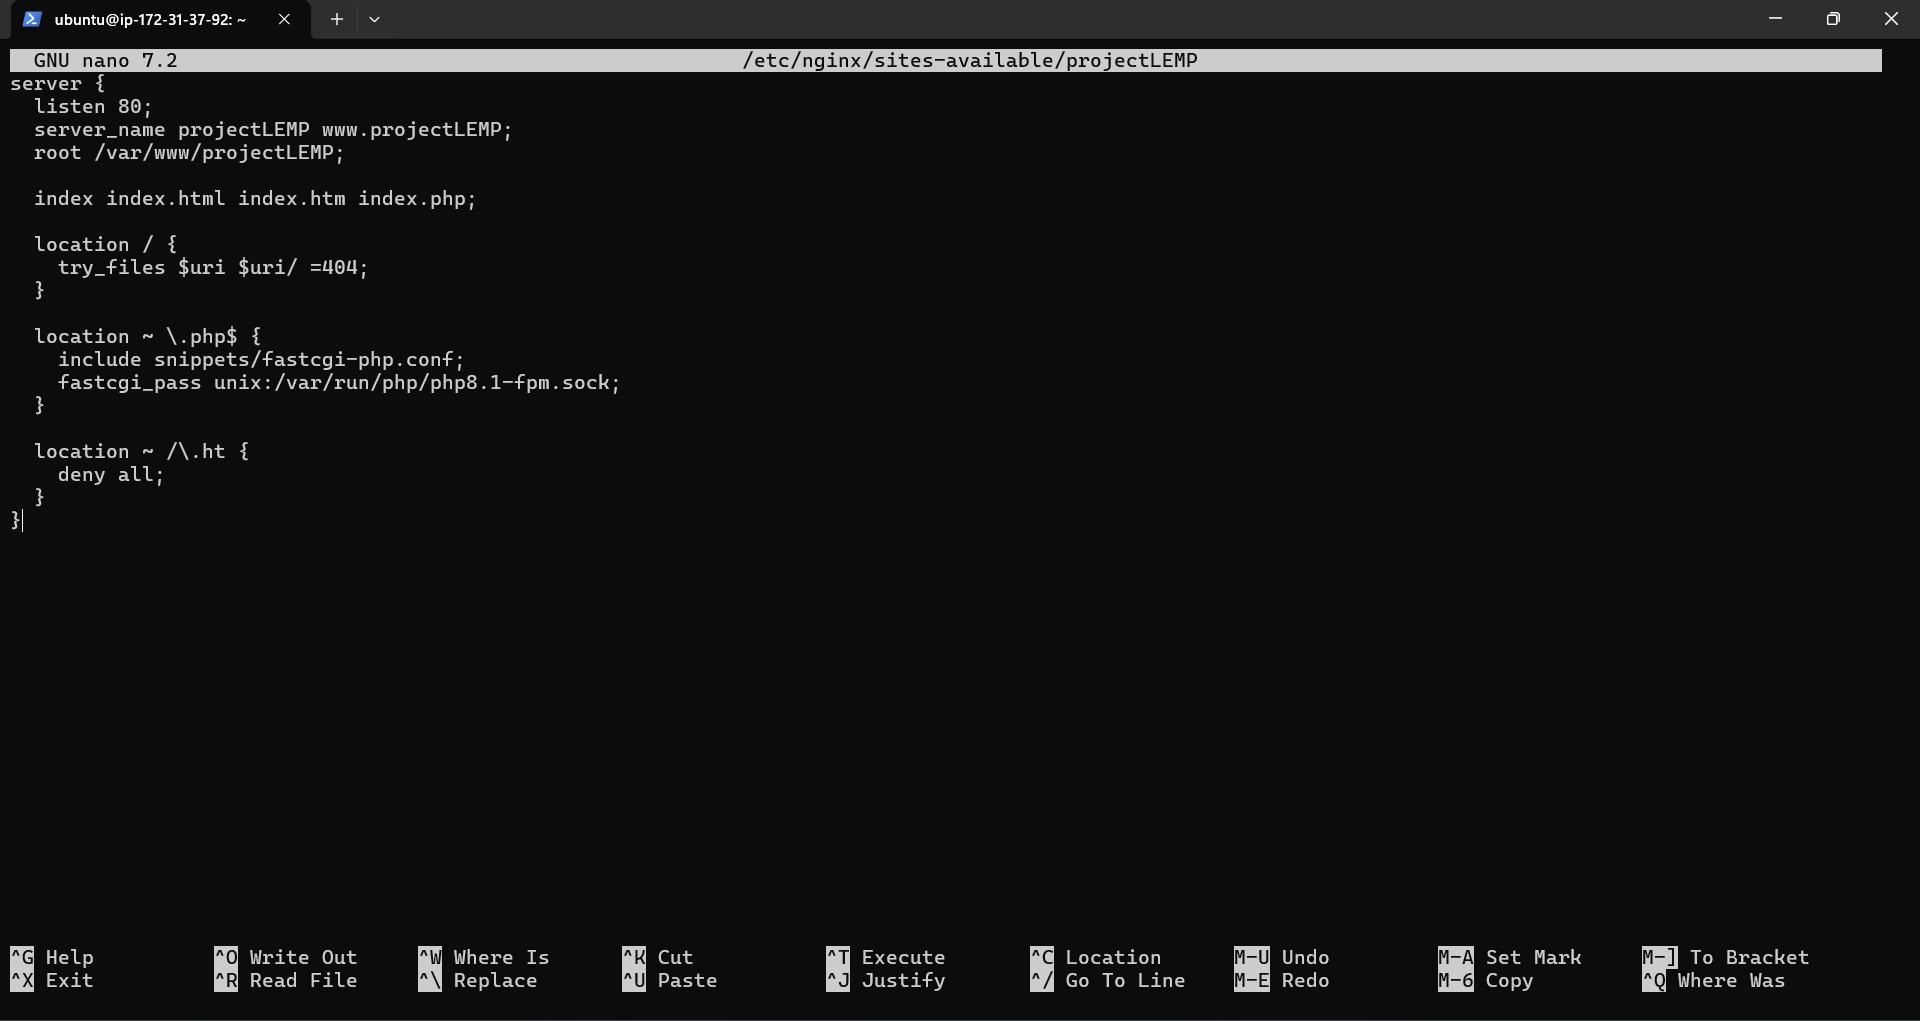 ubuntu@ip-172-31-37-92: ~
GNU nano 7.2 /etc/nginx/sites-available/projectLEMP
server {
  listen 80;
  server_name projectLEMP www.projectLEMP;
  root /var/www/projectLEMP;

  index index.html index.htm index.php;

  location / {
    try_files $uri $uri/ =404;
  }

  location ~ \.php$ {
    include snippets/fastcgi-php.conf;
    fastcgi_pass unix:/var/run/php/php8.1-fpm.sock;
  }

  location ~ /\.ht {
    deny all;
  }
}
^G Help ^O Write Out ^W Where Is ^K Cut ^T Execute ^C Location M-U Undo M-A Set Mark M-] To Bracket
^X Exit ^R Read File ^\ Replace ^U Paste ^J Justify ^/ Go To Line M-E Redo M-6 Copy ^Q Where Was